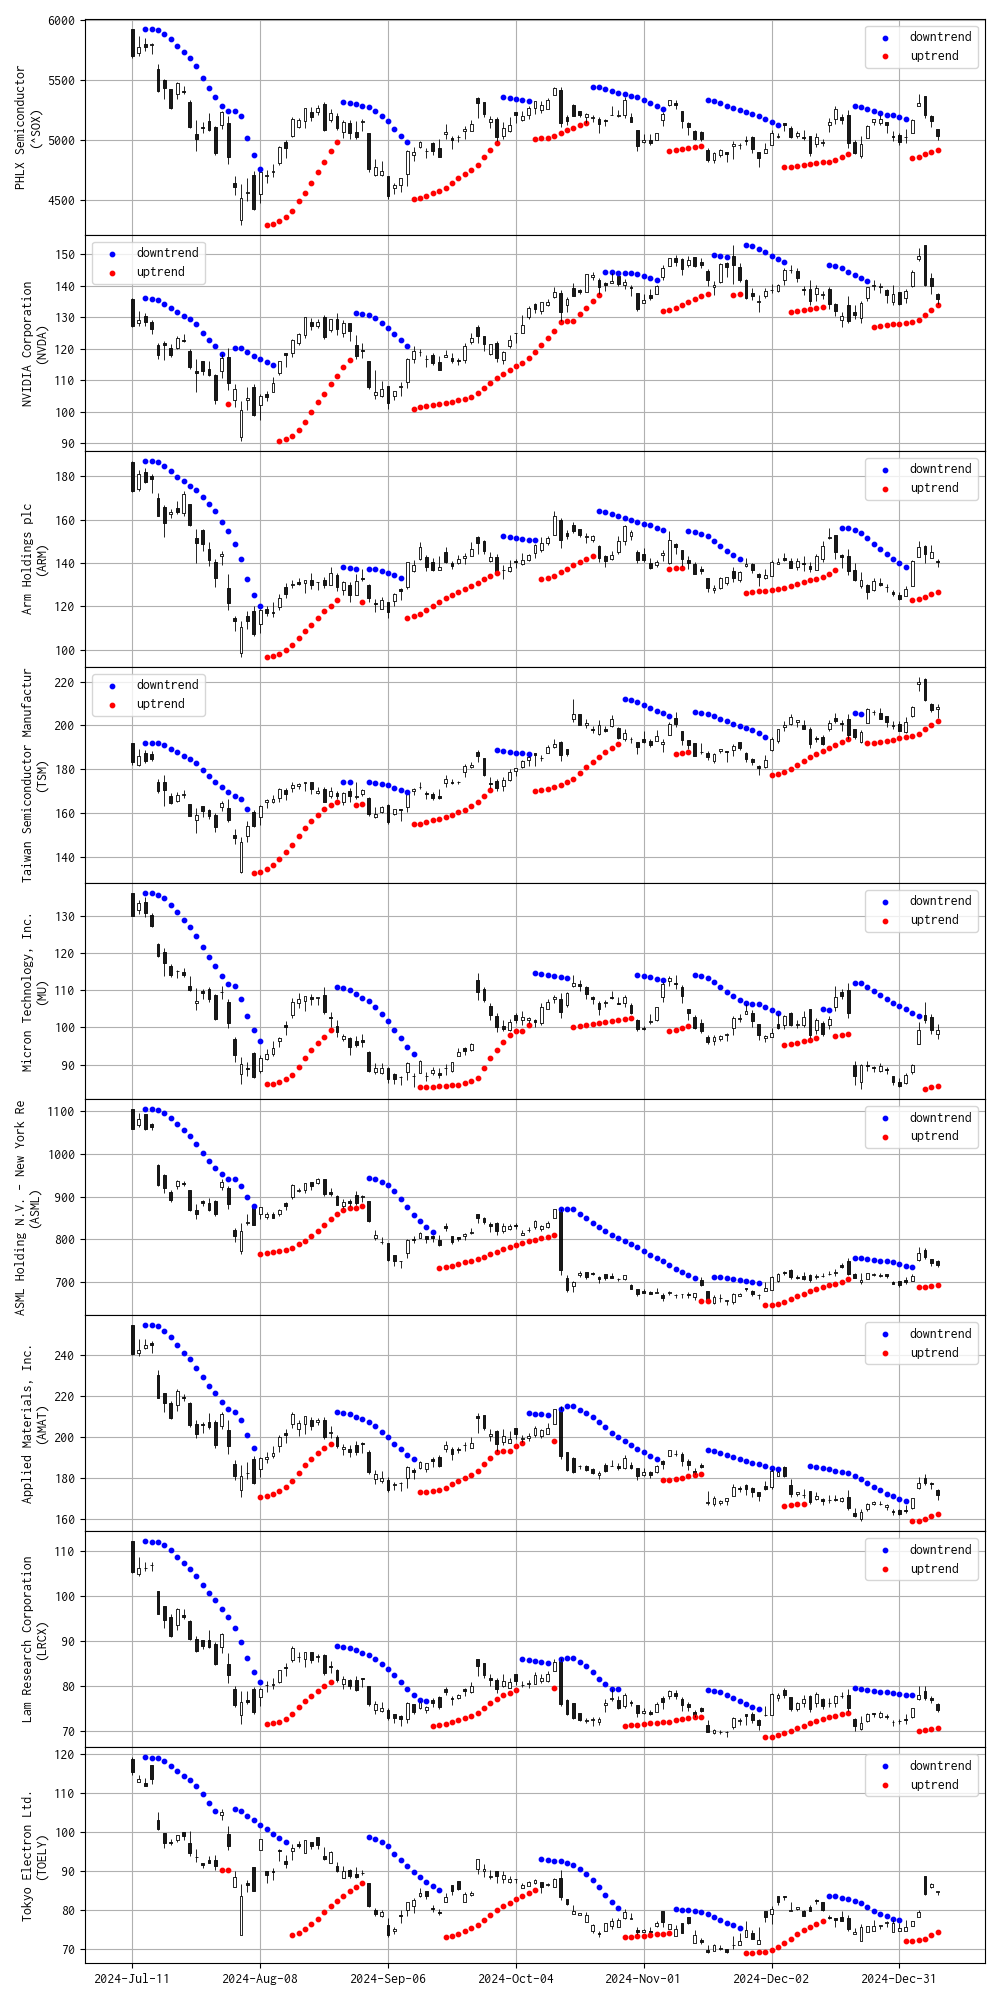 6000
5500
5000
4500
PHLX Semiconductor
(^SOX)
downtrend
uptrend
150
140
130
120
110
100
90
NVIDIA Corporation
(NVDA)
downtrend
uptrend
180
160
140
120
100
Arm Holdings plc
(ARM)
downtrend
uptrend
220
200
180
160
140
Taiwan Semiconductor Manufactur
(TSM)
downtrend
uptrend
130
120
110
100
90
Micron Technology, Inc.
(MU)
downtrend
uptrend
1100
1000
900
800
700
ASML Holding N.V. - New York Re
(ASML)
downtrend
uptrend
240
220
200
180
160
Applied Materials, Inc.
(AMAT)
downtrend
uptrend
110
100
90
80
70
Lam Research Corporation
(LRCX)
downtrend
uptrend
120
110
100
90
80
70
Tokyo Electron Ltd.
(TOELY)
downtrend
uptrend
2024-Jul-11
2024-Aug-08
2024-Sep-06
2024-Oct-04
2024-Nov-01
2024-Dec-02
2024-Dec-31